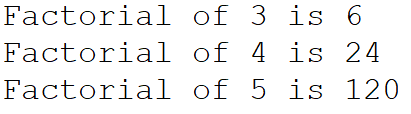 Factorial of 3 is 6
Factorial of 4 is 24
Factorial of 5 is 120